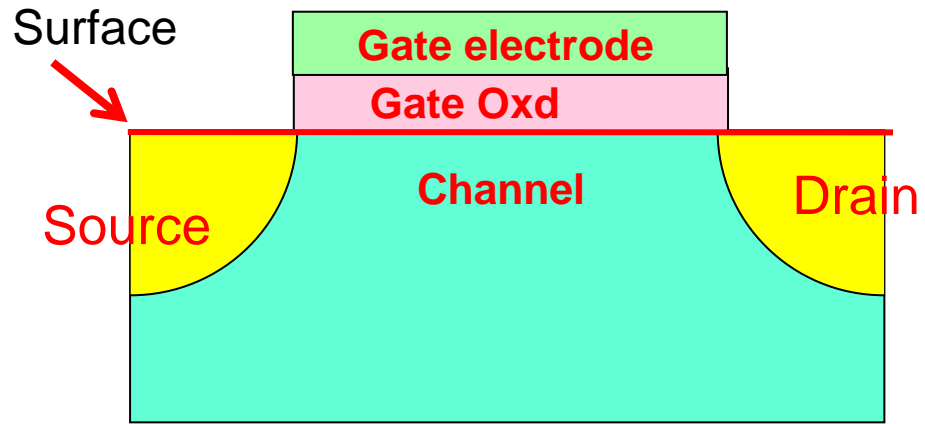 Surface
Gate electrode
Gate Oxd
Channel
Source
Drain